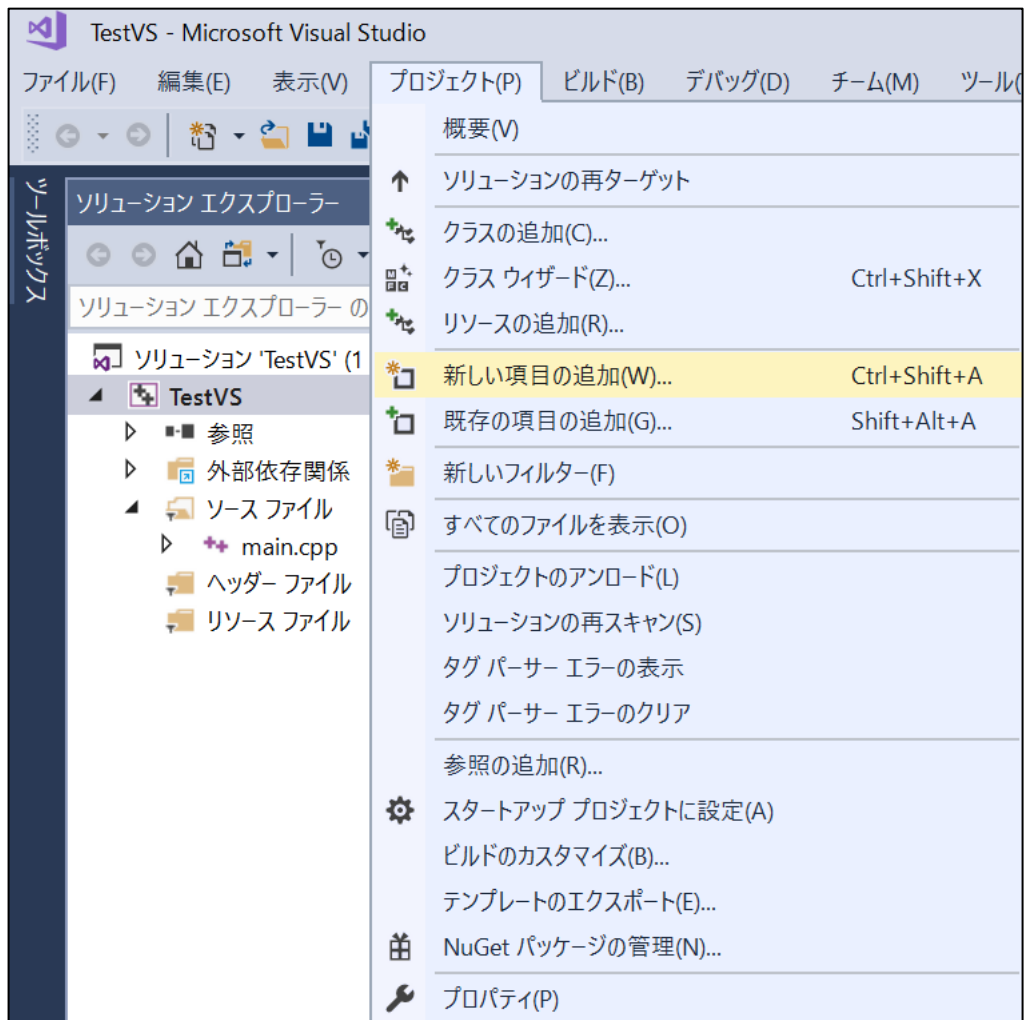 TestVS - Microsoft Visual Studio
ファイル(F) 編集(E) 表示(V) プロジェクト(P) ビルド(B) デバッグ(D) チーム(M) ツール(
ツールボックス
ソリューション エクスプローラー
ソリューション エクスプローラー の
ソリューション 'TestVS' (1
TestVS
参照
外部依存関係
ソース ファイル
main.cpp
ヘッダー ファイル
リソース ファイル
概要(V)
ソリューションの再ターゲット
クラスの追加(C)...
クラス ウィザード(Z)... Ctrl+Shift+X
リソースの追加(R)...
新しい項目の追加(W)... Ctrl+Shift+A
既存の項目の追加(G)... Shift+Alt+A
新しいフィルター(F)
すべてのファイルを表示(O)
プロジェクトのアンロード(L)
ソリューションの再スキャン(S)
タグ パーサー エラーの表示
タグ パーサー エラーのクリア
参照の追加(R)...
スタートアップ プロジェクトに設定(A)
ビルドのカスタマイズ(B)...
テンプレートのエクスポート(E)...
NuGet パッケージの管理(N)...
プロパティ(P)